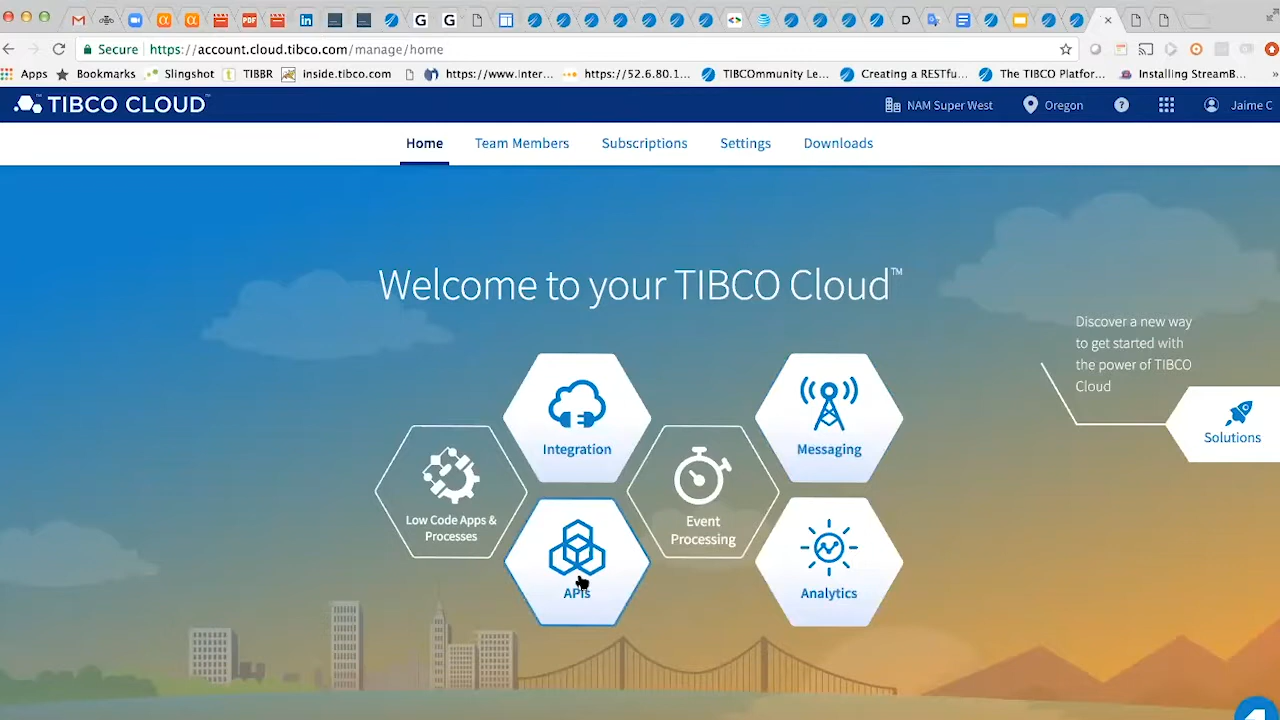 Secure https://account.cloud.tibco.com/manage/home
Apps Bookmarks Slingshot TIBBR inside.tibco.com https://www.inter... https://52.6.80.1... TIBCOmmunity Le... Creating a RESTfu... The TIBCO Platfor... Installing StreamB...
TIBCO CLOUD™ NAM Super West Oregon ? Jaime C
Home Team Members Subscriptions Settings Downloads
Welcome to your TIBCO Cloud™
Discover a new way
to get started with
the power of TIBCO
Cloud
Solutions
Integration
Messaging
Low Code Apps &
Processes
Event
Processing
APIs
Analytics